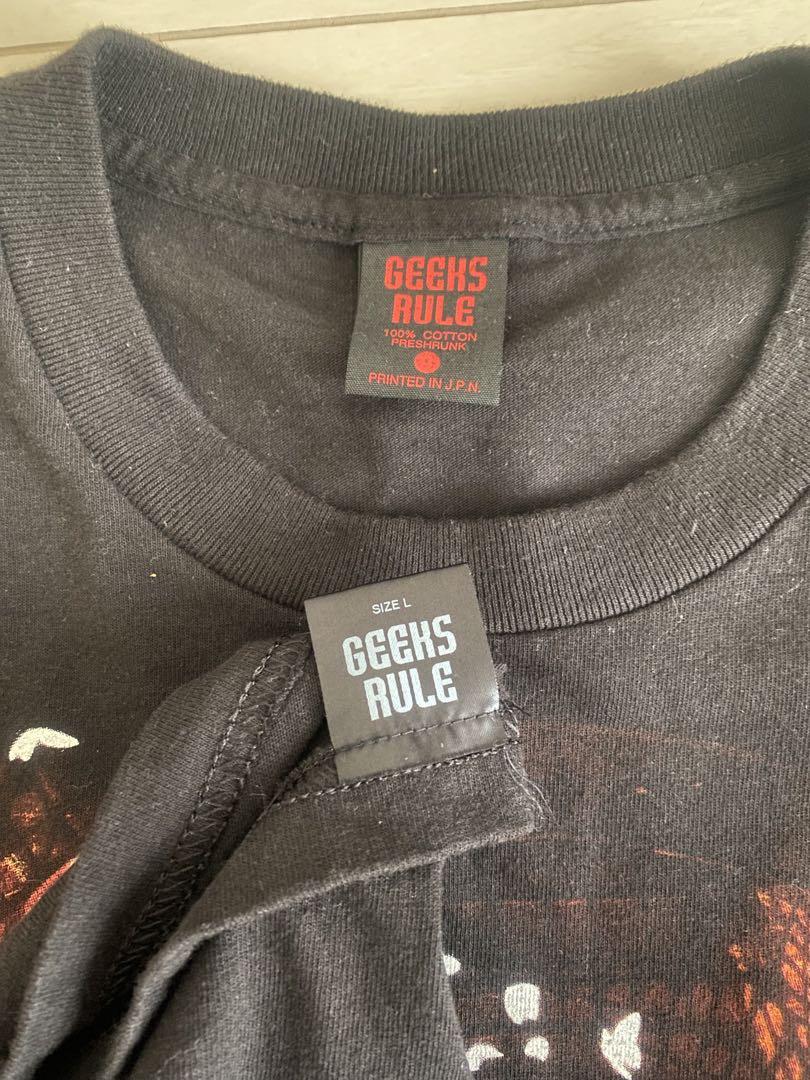 GEEKS
RULE
100% COTTON
PRESHRUNK
PRINTED IN J.P.N.
SIZE L
GEEKS
RULE